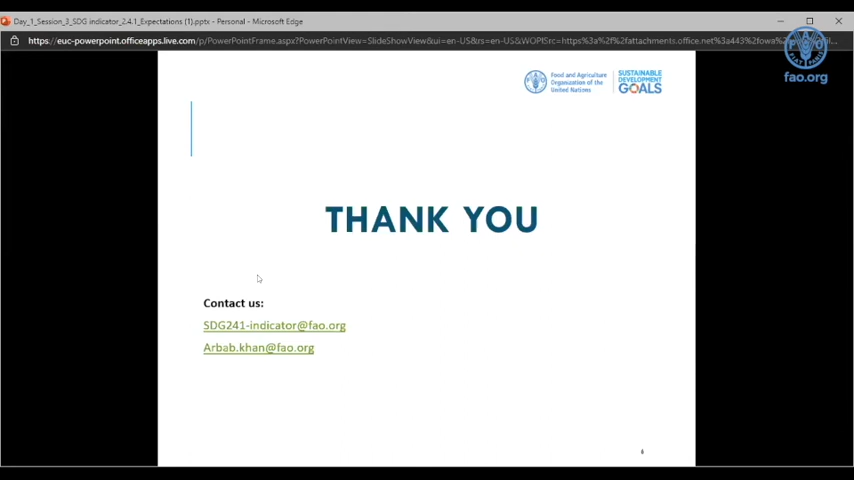 Day_1_Session_3_SDG indicator_2.4.1_Expectations (1).pptx - Personal - Microsoft Edge
https://euc-powerpoint.officeapps.live.com/p/PowerPointFrame.aspx?PowerPointView=SlideShowView&ui=en-US&rs=en-US&WOPISrc=https%3a%2f%2fattachments.office.net%3a443%2fowa%
fao.org
Food and Agriculture
Organization of the
United Nations
SUSTAINABLE
DEVELOPMENT
GOALS
THANK YOU
Contact us:
SDG241-indicator@fao.org
Arbab.khan@fao.org